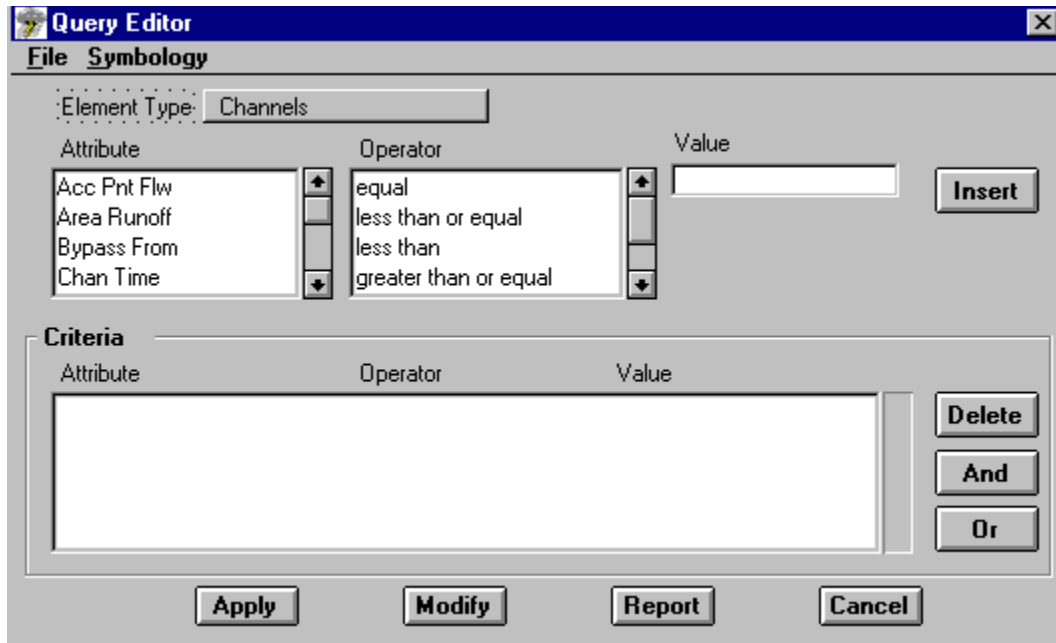 Query Editor
File Symbology
Element Type Channels
Attribute Operator Value
Acc Pnt Flw
Area Runoff
Bypass From
Chan Time
equal
less than or equal
less than
greater than or equal
Insert
Criteria
Attribute Operator Value
Delete
And
Or
Apply Modify Report Cancel